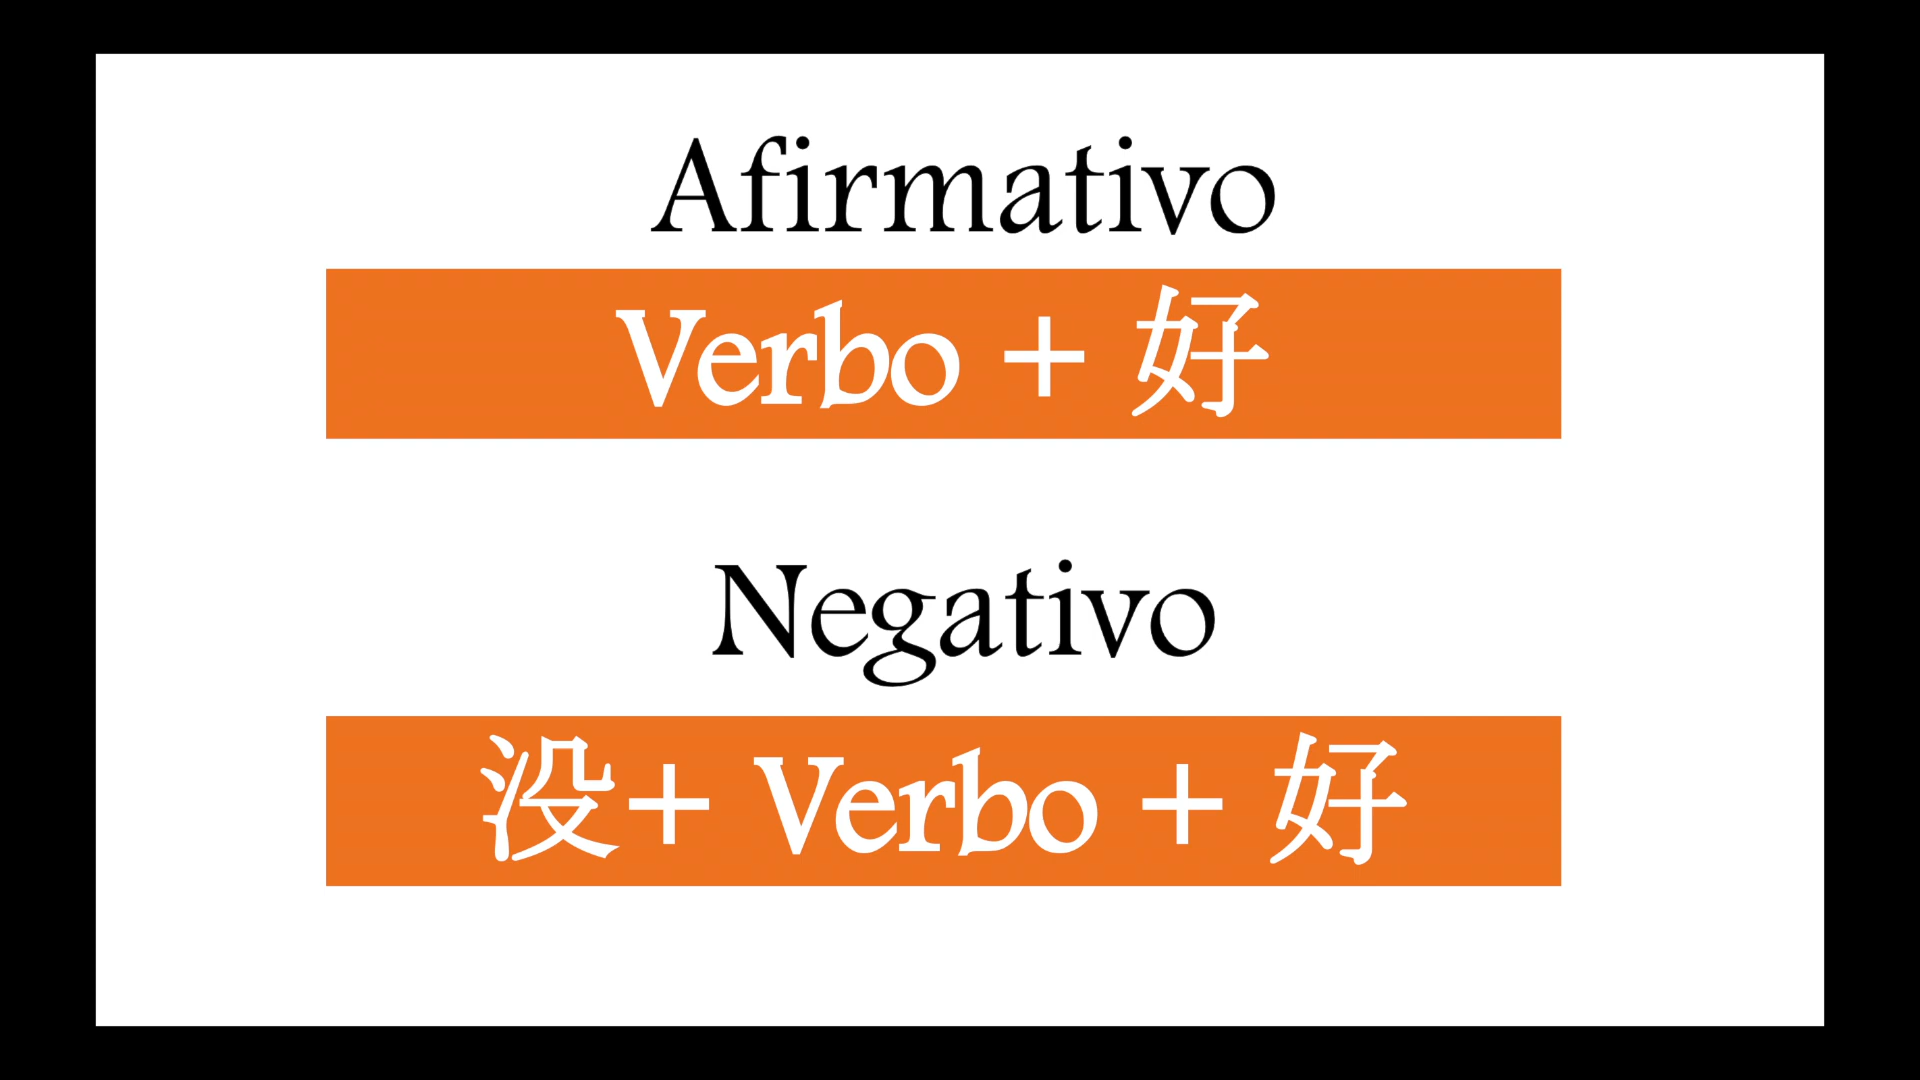 Afirmativo
Verbo + 好
Negativo
没+ Verbo + 好